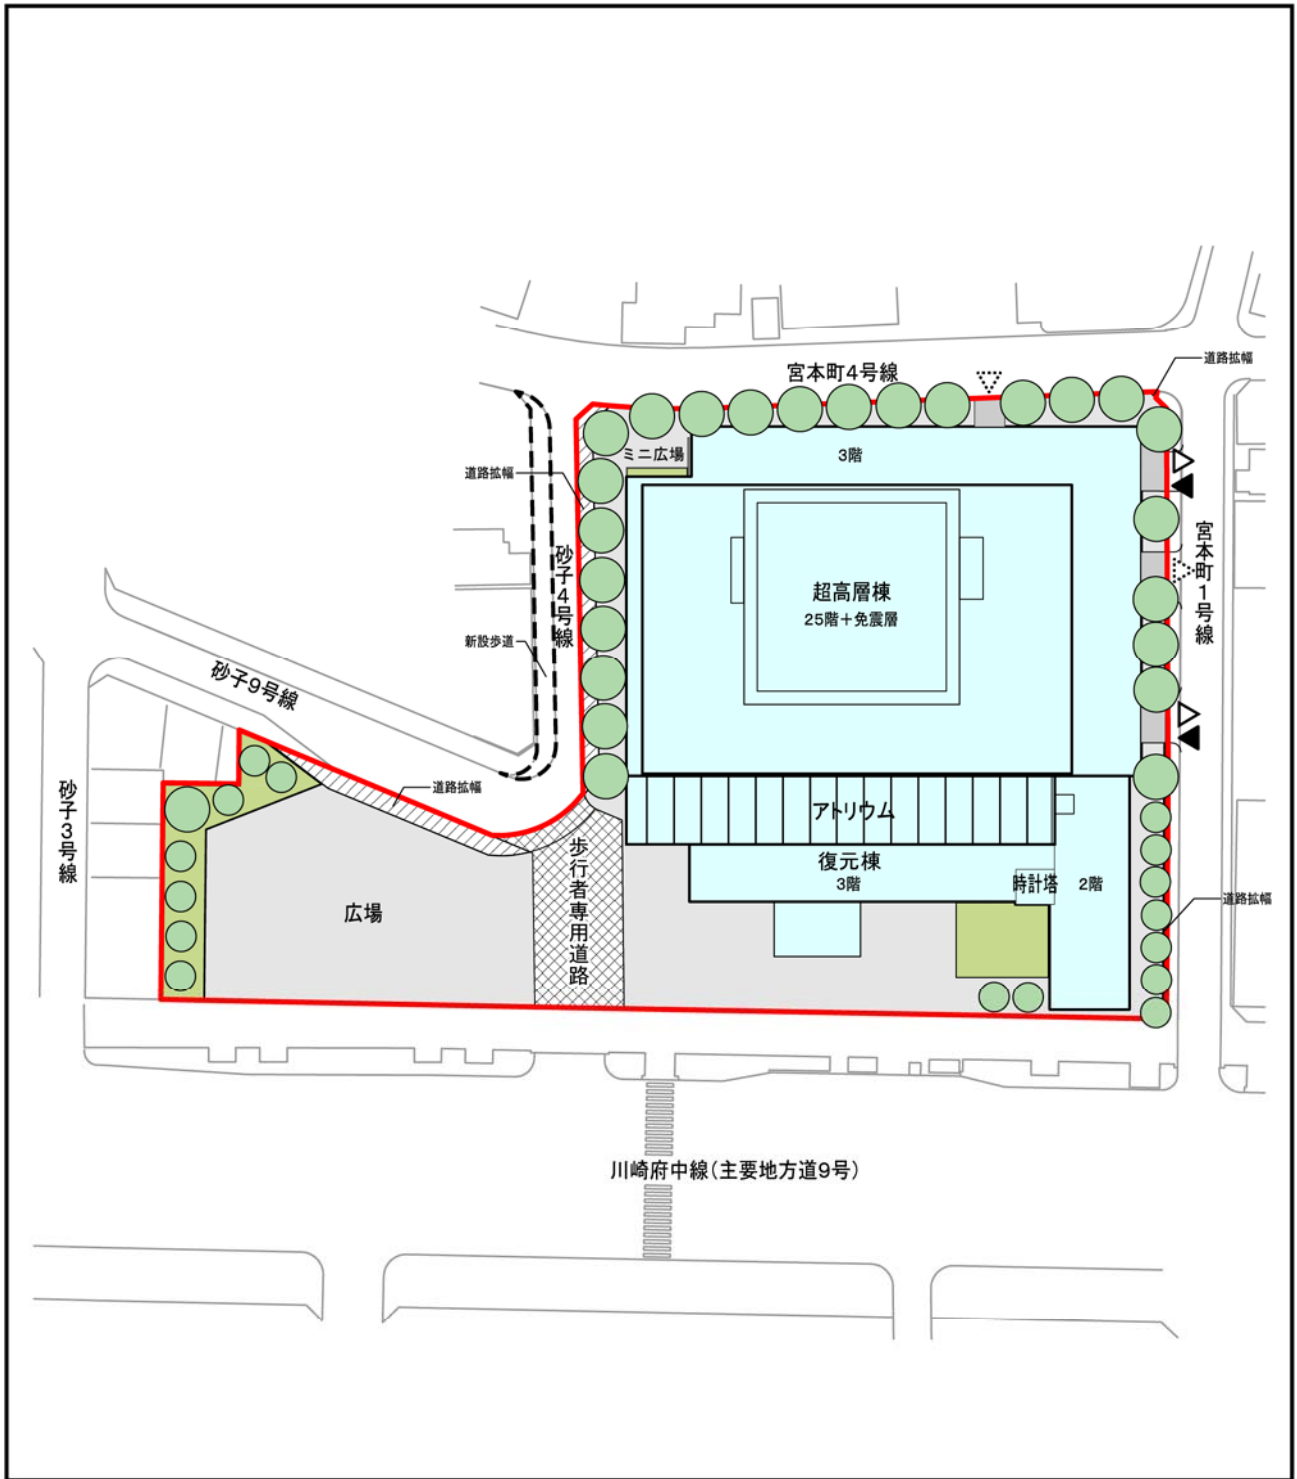 道路拡幅
宮本町4号線
ミニ広場
3階
道路拡幅
宮本町1号線
砂子4号線
超高層棟
25階＋免震層
新設歩道
砂子9号線
道路拡幅
砂子3号線
アトリウム
歩行者専用道路
復元棟
3階
時計塔
2階
道路拡幅
広場
川崎府中線（主要地方道9号）